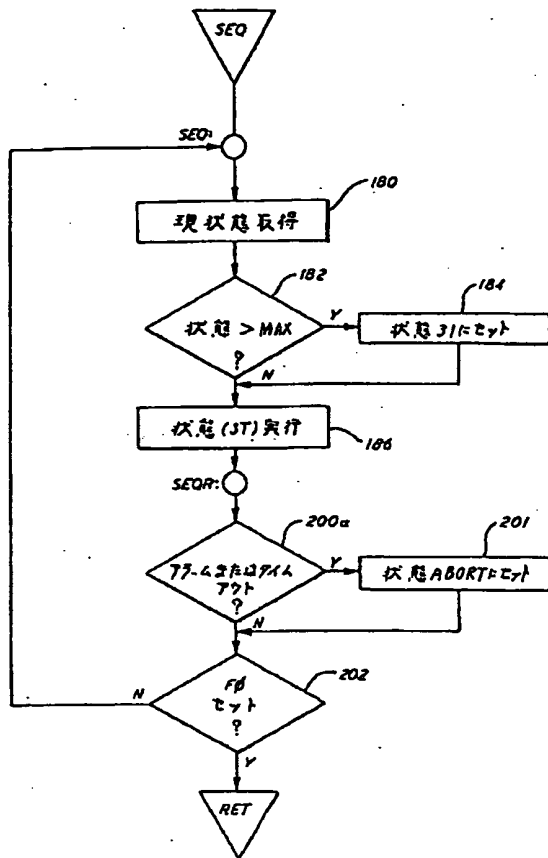 SEQ
SEQ:
180
現状態取得
182
184
状態 > MAX
?
Y
状態31にセット
N
状態(ST)実行
186
SEQR:
200a
201
アラームまたはタイム
アウト
?
Y
状態ABORTにセット
N
202
FØ
セット
?
N
Y
RET